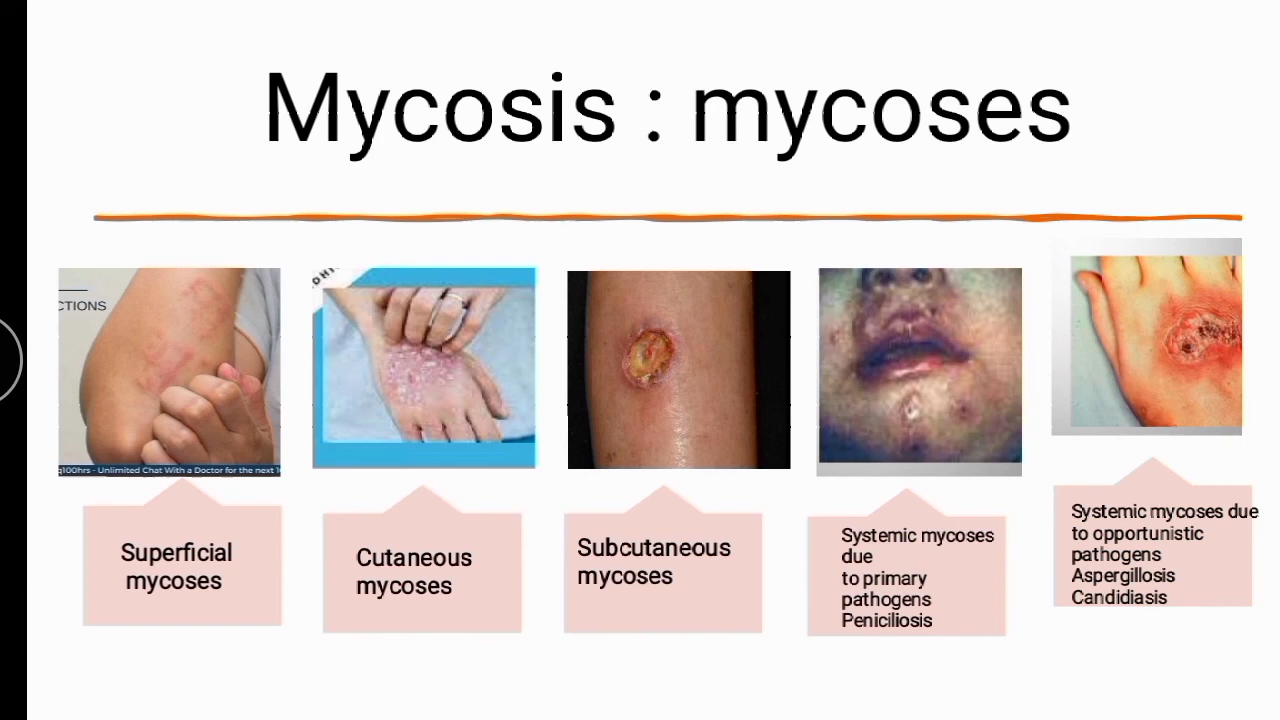 Mycosis : mycoses
CTIONS
q100hrs - Unlimited Chat With a Doctor for the next
Superficial
mycoses
Cutaneous
mycoses
Subcutaneous
mycoses
Systemic mycoses
due
to primary
pathogens
Peniciliosis
Systemic mycoses due
to opportunistic
pathogens
Aspergillosis
Candidiasis